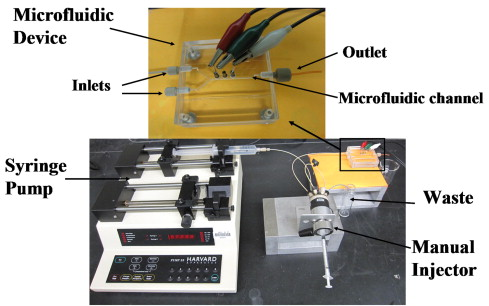 Microfluidic
Device
Inlets
Outlet
Microfluidic channel
Syringe
Pump
Waste
Manual
Injector
HARVARD